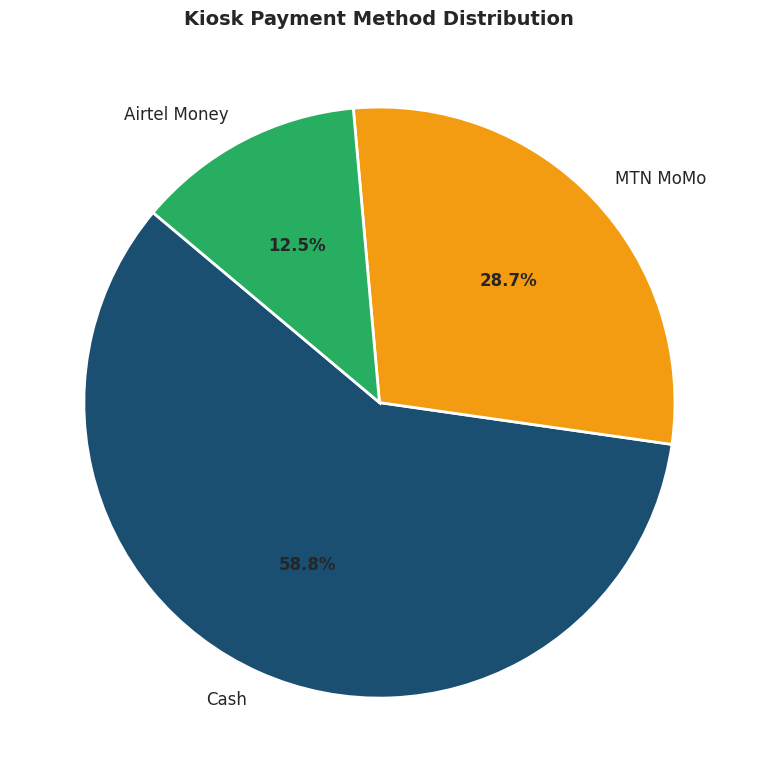 Kiosk Payment Method Distribution
Airtel Money
MTN MoMo
12.5%
28.7%
58.8%
Cash